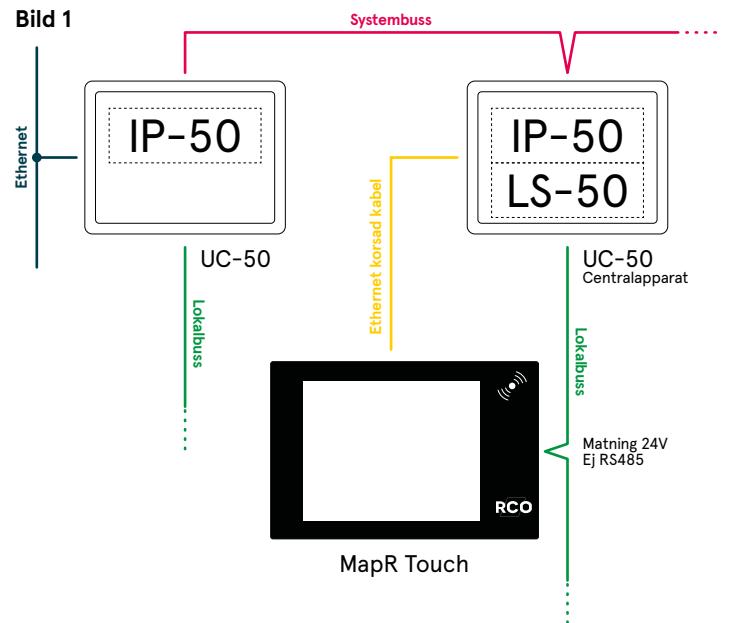 Bild 1
Systembuss
Ethernet
IP-50
IP-50
LS-50
Ethernet korsad kabel
UC-50
UC-50
Centralapparat
Lokalbuss
Lokalbuss
Matning 24V
Ej RS485
RCO
MapR Touch